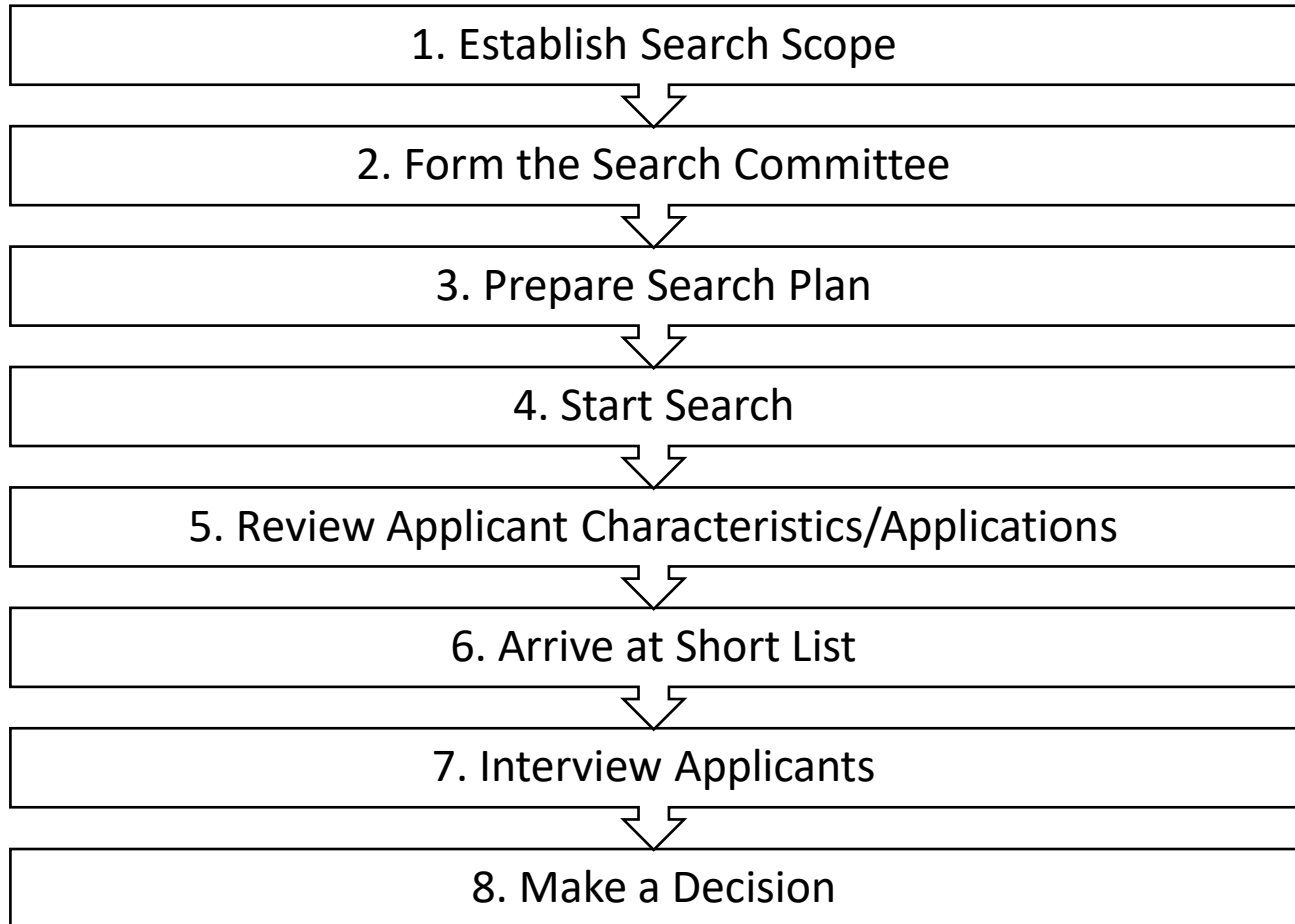 1. Establish Search Scope
2. Form the Search Committee
3. Prepare Search Plan
4. Start Search
5. Review Applicant Characteristics/Applications
6. Arrive at Short List
7. Interview Applicants
8. Make a Decision